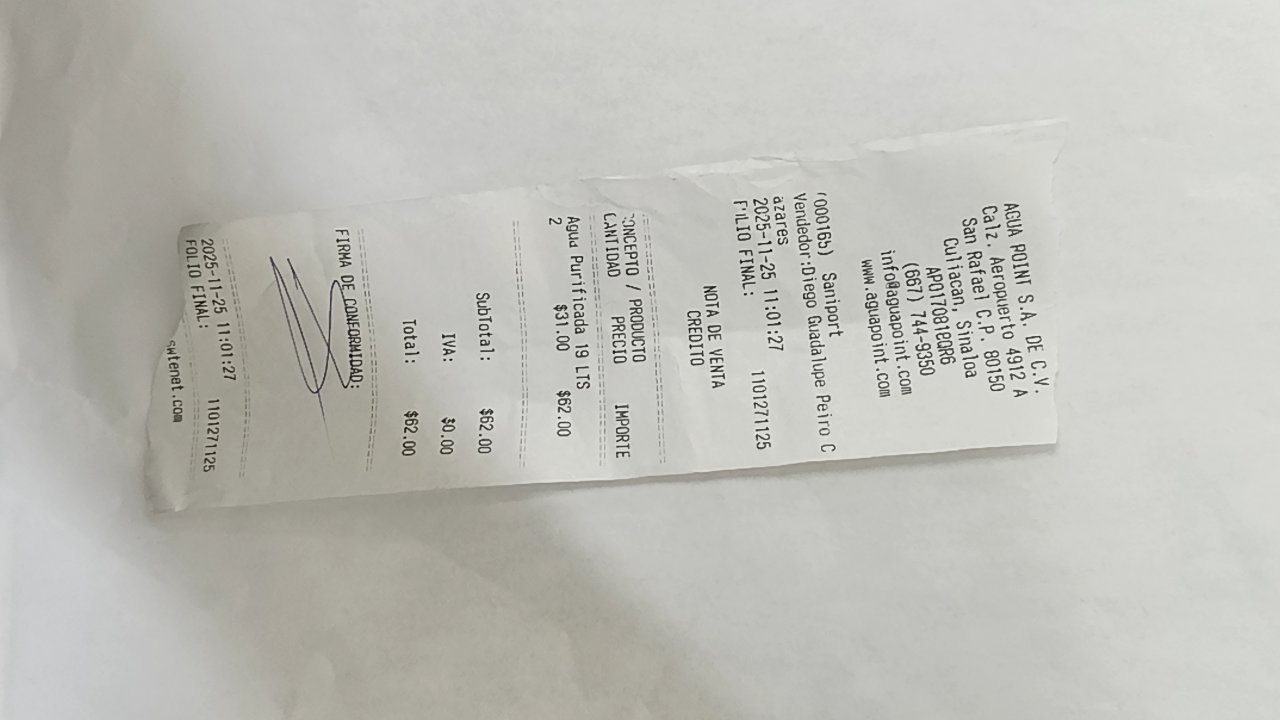 AGUA POINT S.A. DE C.V.
Calz. Aeropuerto 4912 A
San Rafael C.P. 80150
Culiacan, Sinaloa
APO170818QR6
(667) 744-9350
info@aguapoint.com
www.aguapoint.com
(000165) Saniport
Vendedor:Diego Guadalupe Peiro C
azares
2025-11-25 11:01:27
FOLIO FINAL: 1101271125
NOTA DE VENTA
CREDITO
CONCEPTO / PRODUCTO
CANTIDAD PRECIO IMPORTE
Agua Purificada 19 LTS
2 $31.00 $62.00
SubTotal: $62.00
IVA: $0.00
Total: $62.00
FIRMA DE CONFORMIDAD:
2025-11-25 11:01:27
FOLIO FINAL: 1101271125
swtenet.com